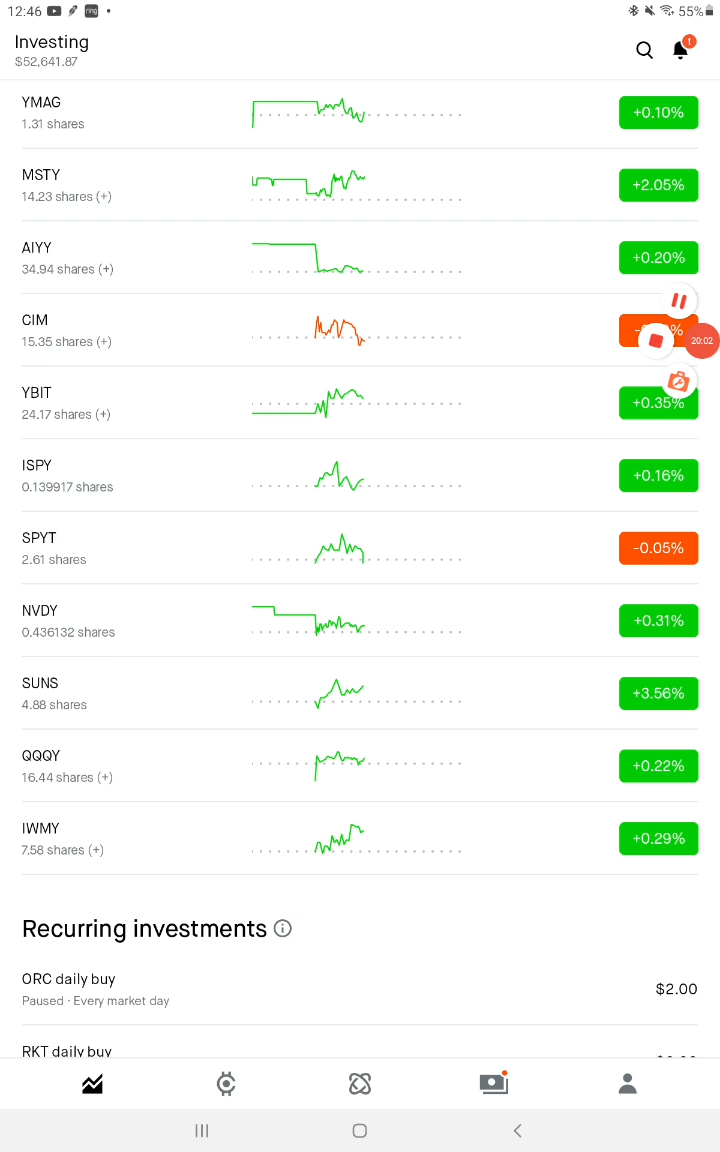 12:46
ring
55%
Investing
$52,641.87
1
YMAG
1.31 shares
+0.10%
MSTY
14.23 shares (+)
+2.05%
AIYY
34.94 shares (+)
+0.20%
CIM
15.35 shares (+)
20:02
YBIT
24.17 shares (+)
+0.35%
ISPY
0.139917 shares
+0.16%
SPYT
2.61 shares
-0.05%
NVDY
0.436132 shares
+0.31%
SUNS
4.88 shares
+3.56%
QQQY
16.44 shares (+)
+0.22%
IWMY
7.58 shares (+)
+0.29%
Recurring investments
ORC daily buy
Paused · Every market day
$2.00
RKT daily buy